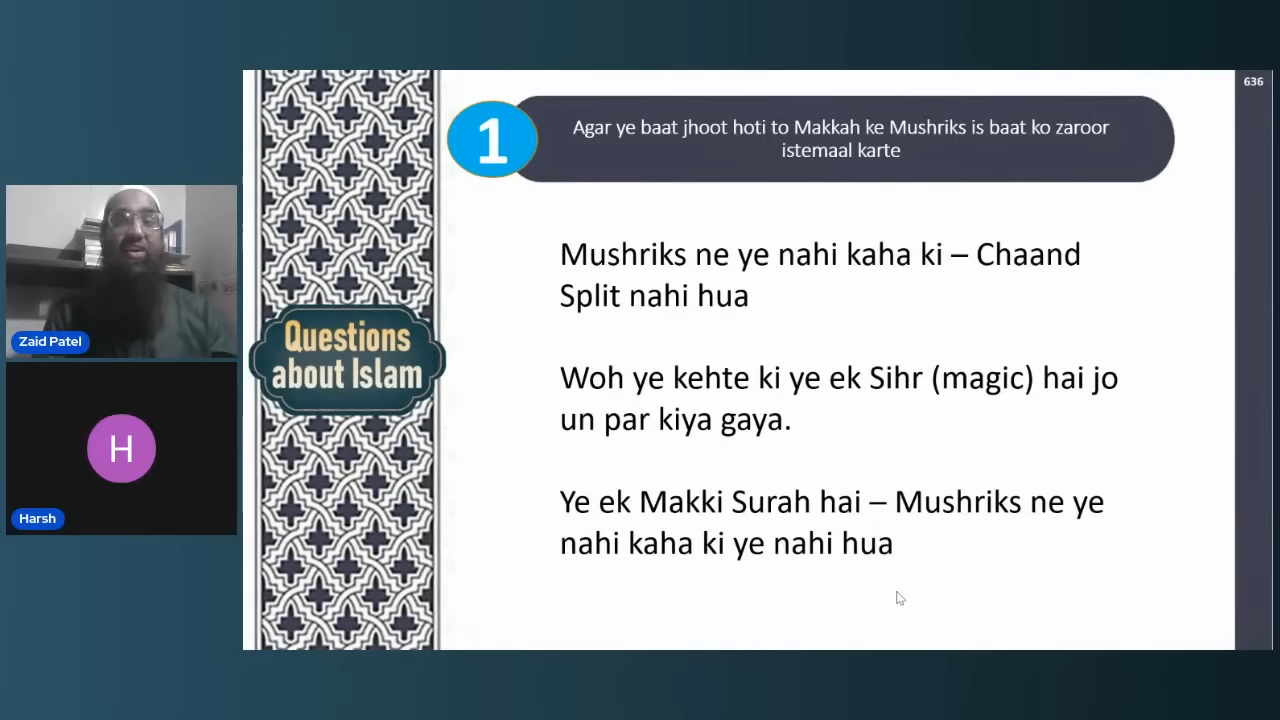 636
1
Agar ye baat jhoot hoti to Makkah ke Mushriks is baat ko zaroor
istemaal karte
Mushriks ne ye nahi kaha ki – Chaand
Split nahi hua
Woh ye kehte ki ye ek Sihr (magic) hai jo
un par kiya gaya.
Ye ek Makki Surah hai – Mushriks ne ye
nahi kaha ki ye nahi hua
Questions
about Islam
Zaid Patel
H
Harsh